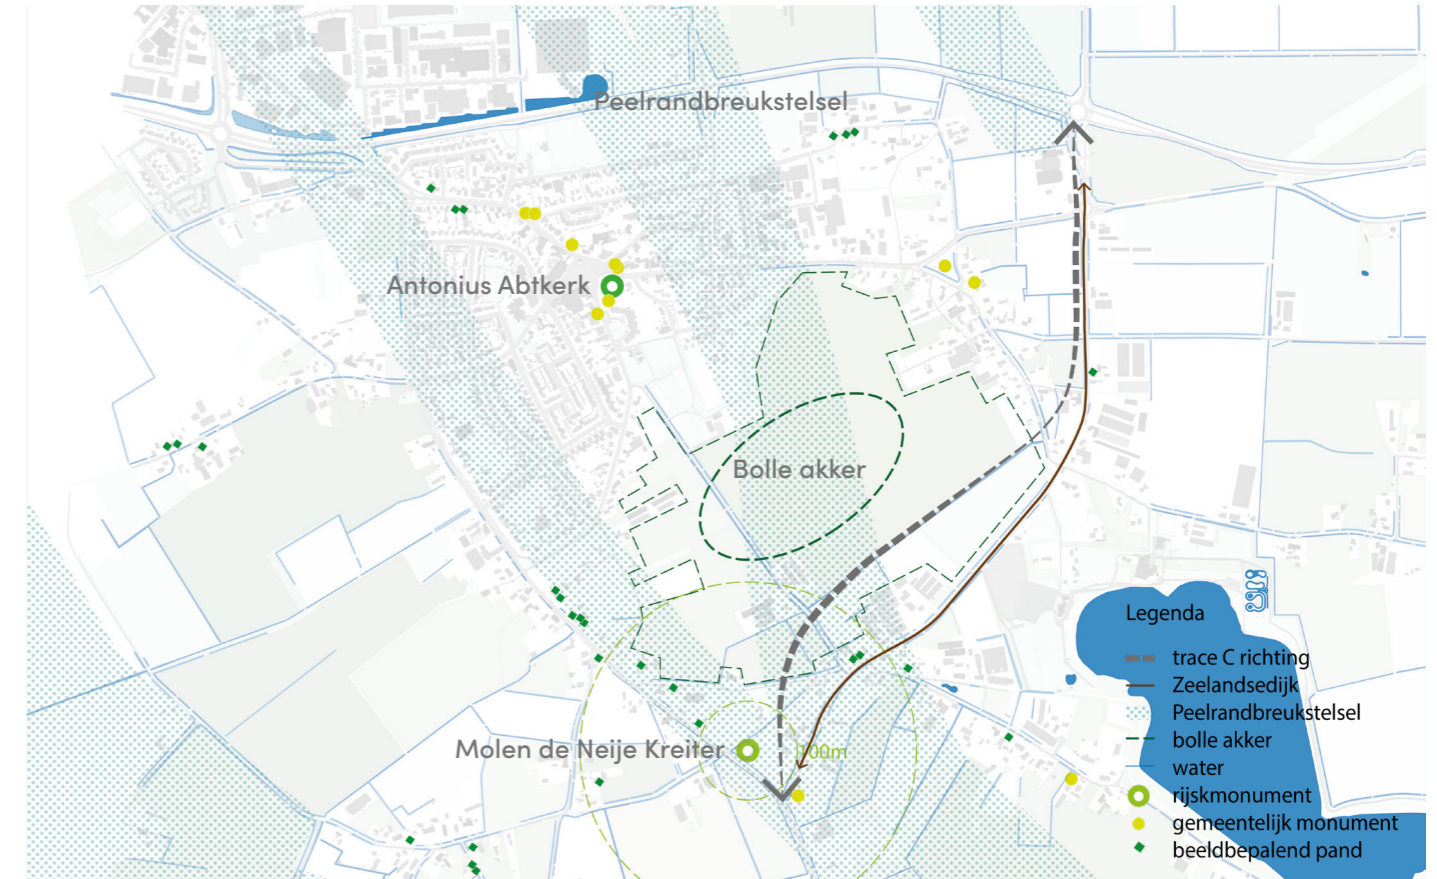 Peelrandbreukstelsel
Antonius Abtkerk
Bolle akker
Molen de Neije Kreiter
100m
Legenda
trace C richting
Zeelandsedijk
Peelrandbreukstelsel
bolle akker
water
rijskmonument
gemeentelijk monument
beeldbepalend pand